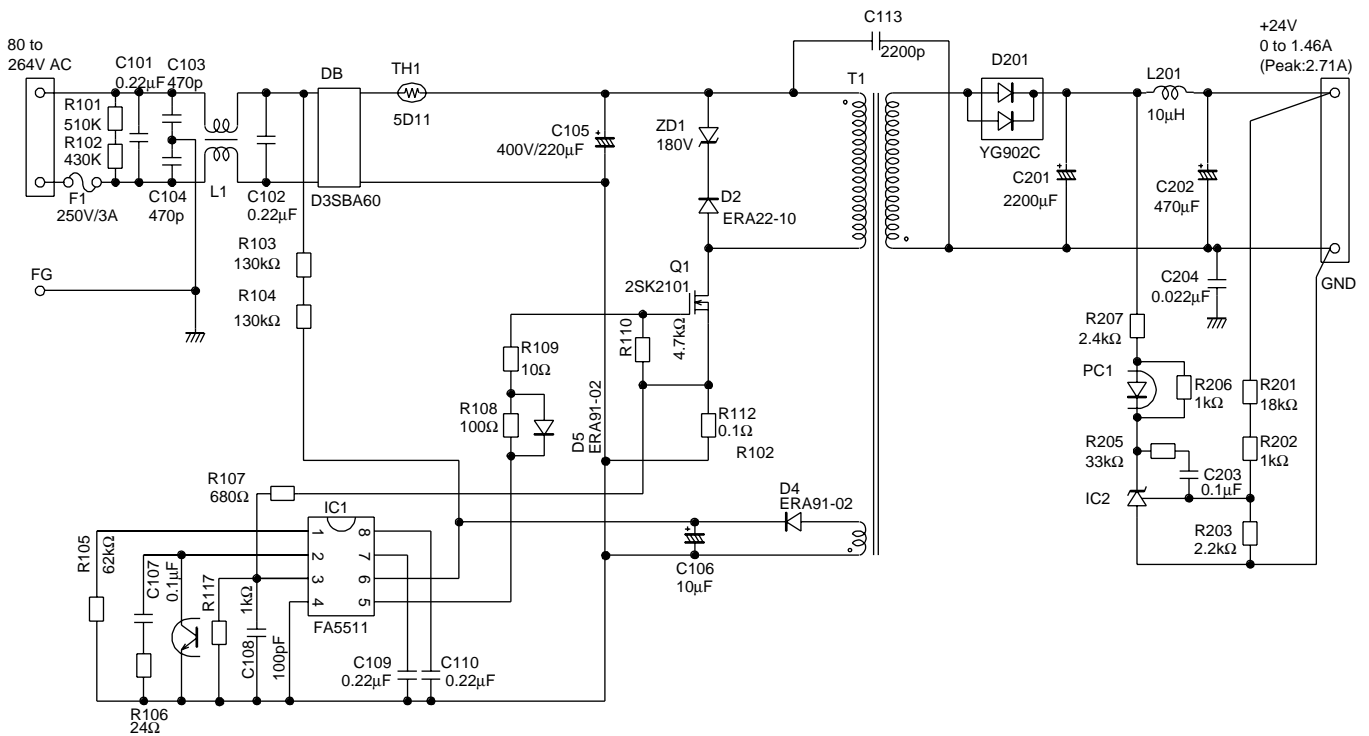 80 to
264V AC
C101
0.22μF
C103
470p
R101
510K
R102
430K
F1
250V/3A
C104
470p
L1
C102
0.22μF
DB
D3SBA60
TH1
5D11
C105
400V/220μF
ZD1
180V
D2
ERA22-10
C113
2200p
T1
D201
YG902C
L201
10μH
+24V
0 to 1.46A
(Peak:2.71A)
C201
2200μF
C202
470μF
C204
0.022μF
GND
FG
R103
130kΩ
R104
130kΩ
Q1
2SK2101
R110
4.7kΩ
R109
10Ω
R108
100Ω
D5
ERA91-02
R112
0.1Ω
R102
R207
2.4kΩ
PC1
R206
1kΩ
R201
18kΩ
R205
33kΩ
R202
1kΩ
C203
0.1μF
IC2
R203
2.2kΩ
R107
680Ω
D4
ERA91-02
C106
10μF
IC1
1
2
3
4
8
7
6
5
FA5511
R105
62kΩ
C107
0.1μF
R117
1kΩ
C108
100pF
R106
24Ω
C109
0.22μF
C110
0.22μF